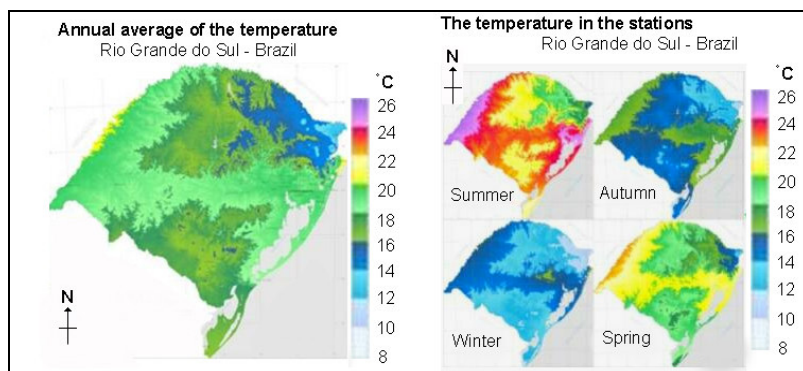 Annual average of the temperature
Rio Grande do Sul - Brazil
N
°C
26
24
22
20
18
16
14
12
10
8
N
The temperature in the stations
Rio Grande do Sul - Brazil
N
°C
26
24
22
20
18
16
14
12
10
8
Summer
Autumn
Winter
Spring